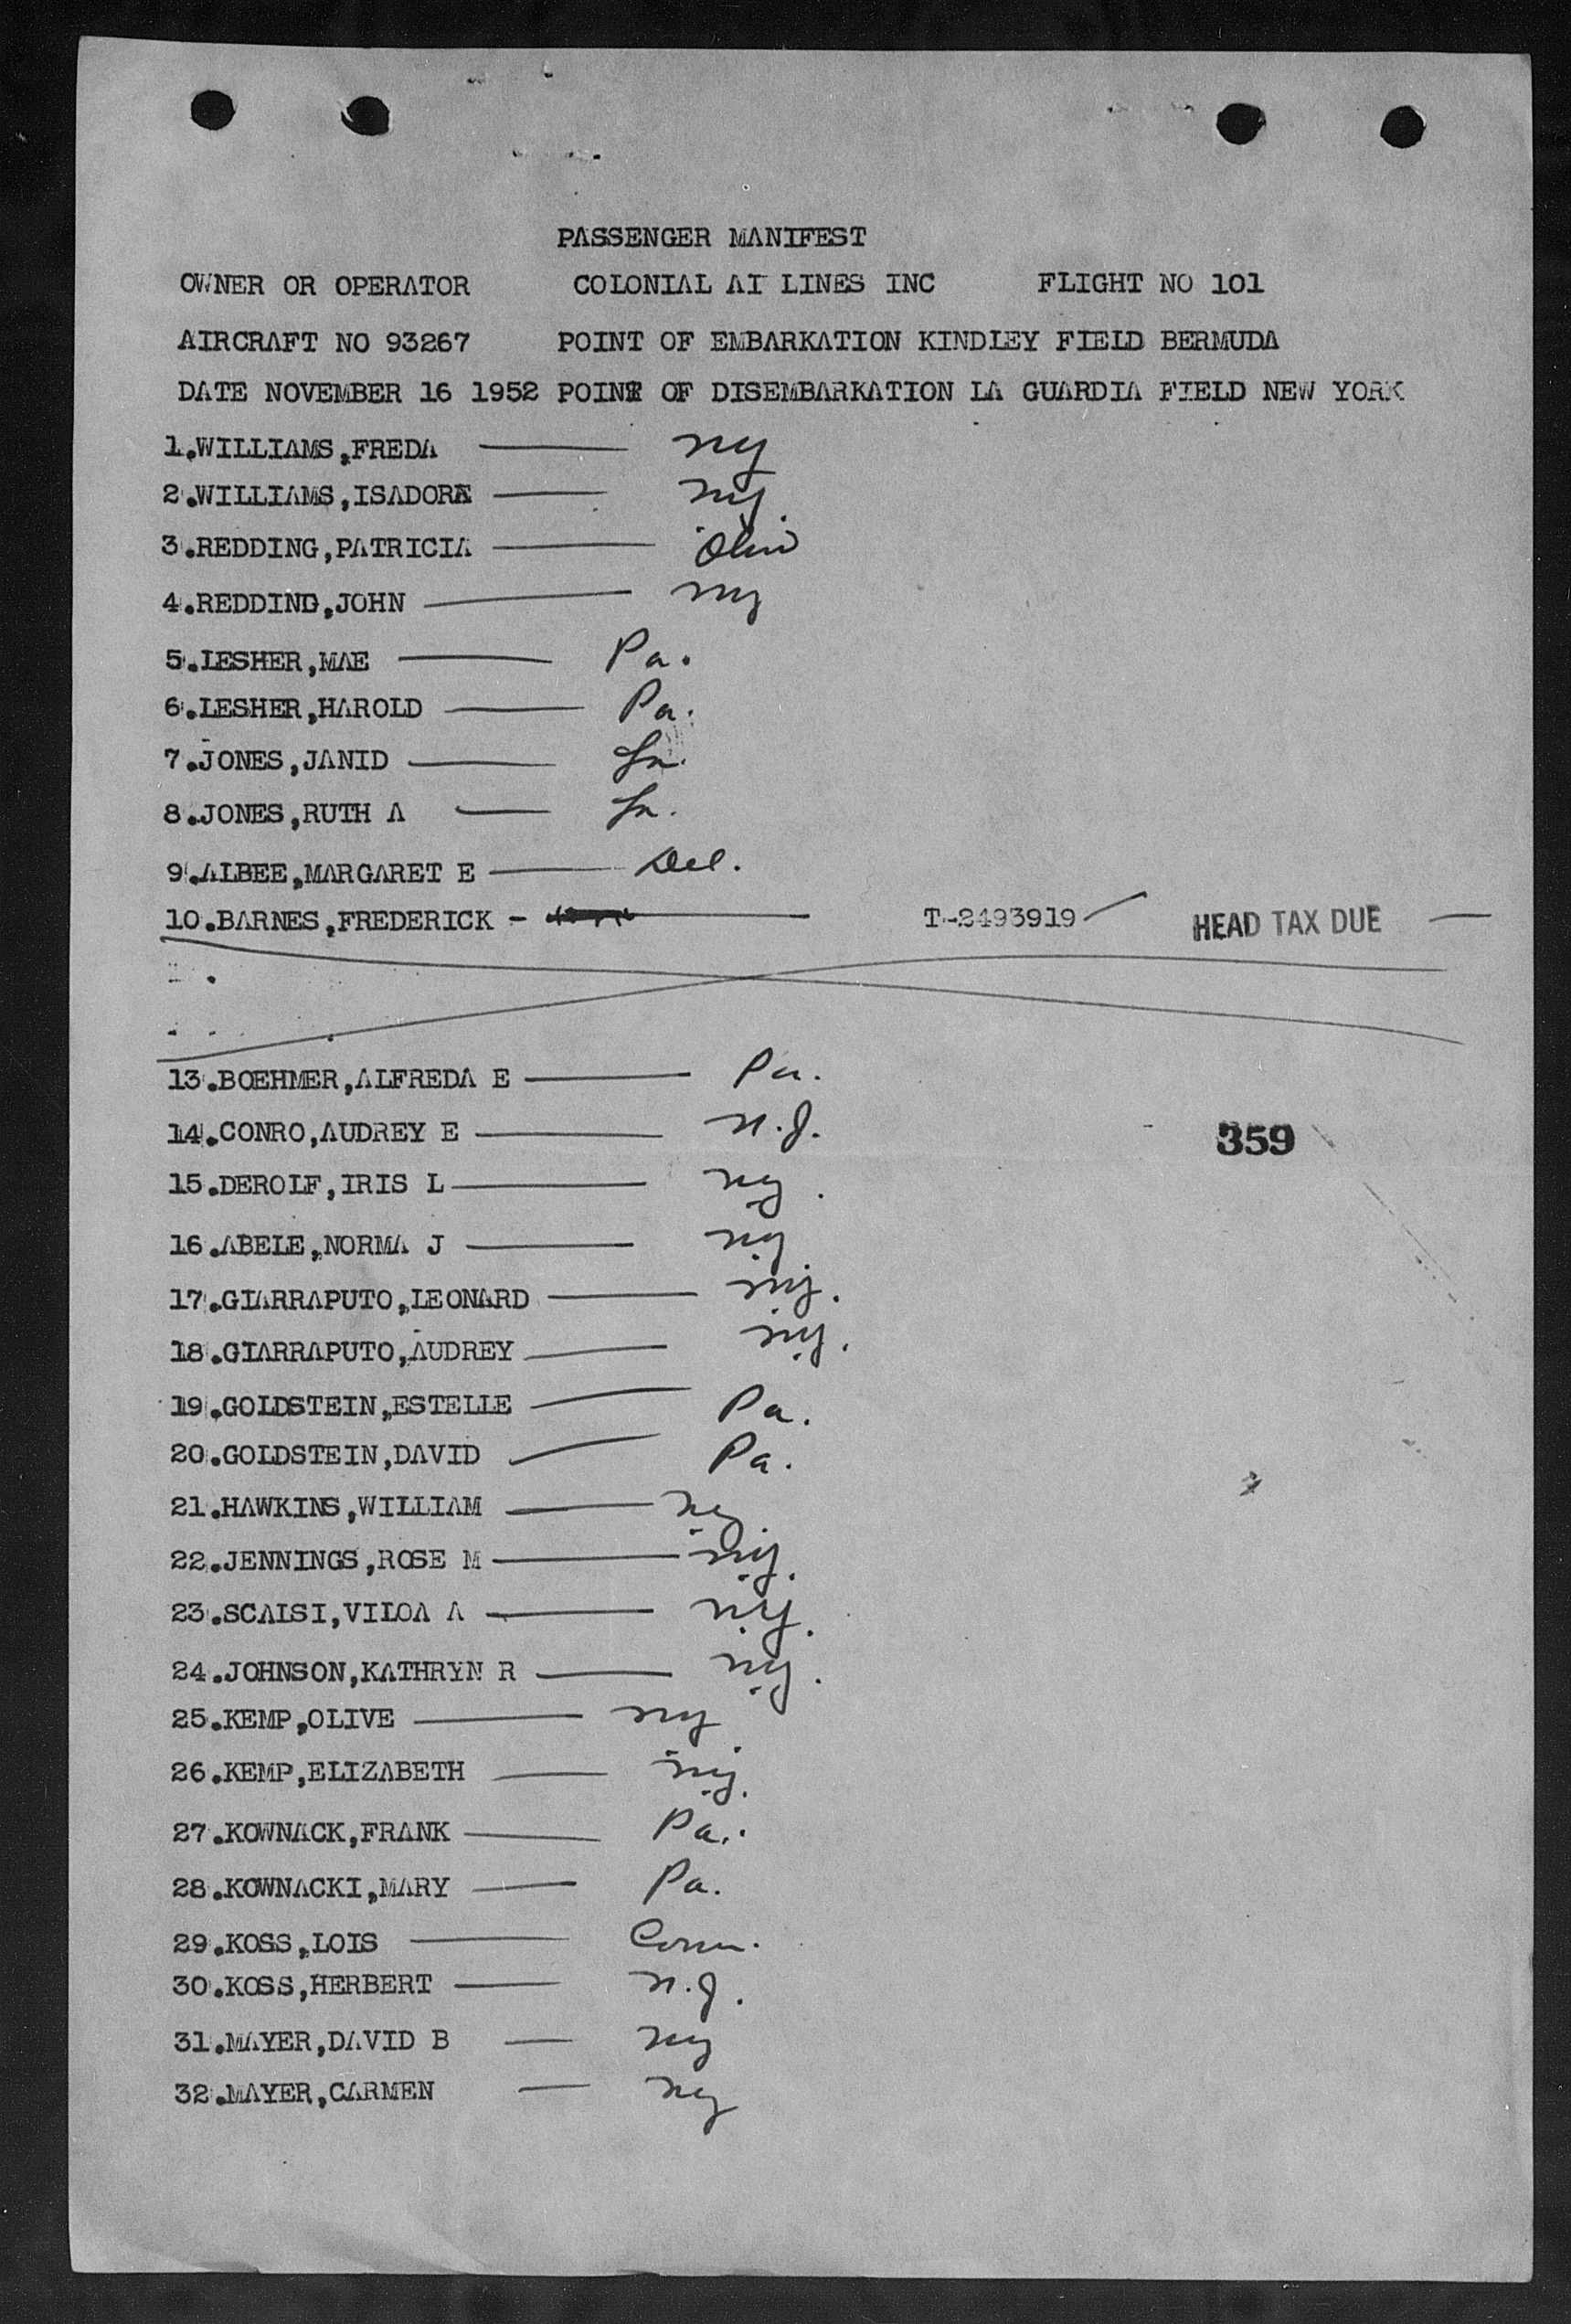 PASSENGER MANIFEST
OWNER OR OPERATOR COLONIAL AI LINES INC FLIGHT NO 101
AIRCRAFT NO 93267 POINT OF EMBARKATION KINDLEY FIELD BERMUDA
DATE NOVEMBER 16 1952 POINT OF DISEMBARKATION LA GUARDIA FIELD NEW YORK
1.WILLIAMS,FREDA — ny
2.WILLIAMS,ISADORE — ny
3.REDDING,PATRICIA — Ohio
4.REDDING,JOHN — ny
5.LESHER,MAE — Pa.
6.LESHER,HAROLD — Pa.
7.JONES,JANID —
8.JONES,RUTH A —
9.ALBEE,MARGARET E — Del.
10.BARNES,FREDERICK - T-2493919 HEAD TAX DUE —
13.BOEHMER,ALFREDA E — Pa.
14.CONRO,AUDREY E — N.J.
359
15.DEROLF,IRIS L — ny.
16.ABELE,NORMA J — ny
17.GIARRAPUTO,LEONARD — ny.
18.GIARRAPUTO,AUDREY — ny.
19.GOLDSTEIN,ESTELLE — Pa.
20.GOLDSTEIN,DAVID — Pa.
21.HAWKINS,WILLIAM — ny
22.JENNINGS,ROSE M — ny.
23.SCALSI,VILOA A — ny.
24.JOHNSON,KATHRYN R — ny.
25.KEMP,OLIVE — ny
26.KEMP,ELIZABETH — ny.
27.KOWNACK,FRANK — Pa.
28.KOWNACKI,MARY — Pa.
29.KOSS,LOIS — Conn.
30.KOSS,HERBERT — N.J.
31.MAYER,DAVID B — ny
32.MAYER,CARMEN — ny